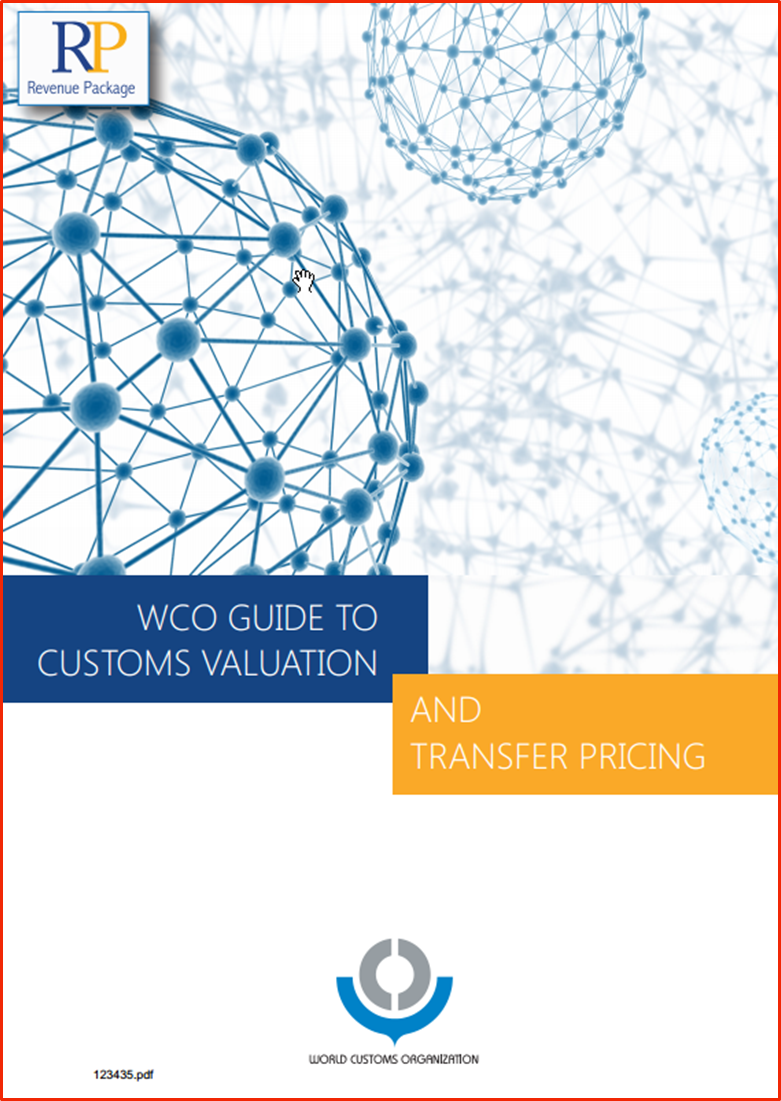 RP
Revenue Package
WCO GUIDE TO
CUSTOMS VALUATION
AND
TRANSFER PRICING
WORLD CUSTOMS ORGANIZATION
123435.pdf